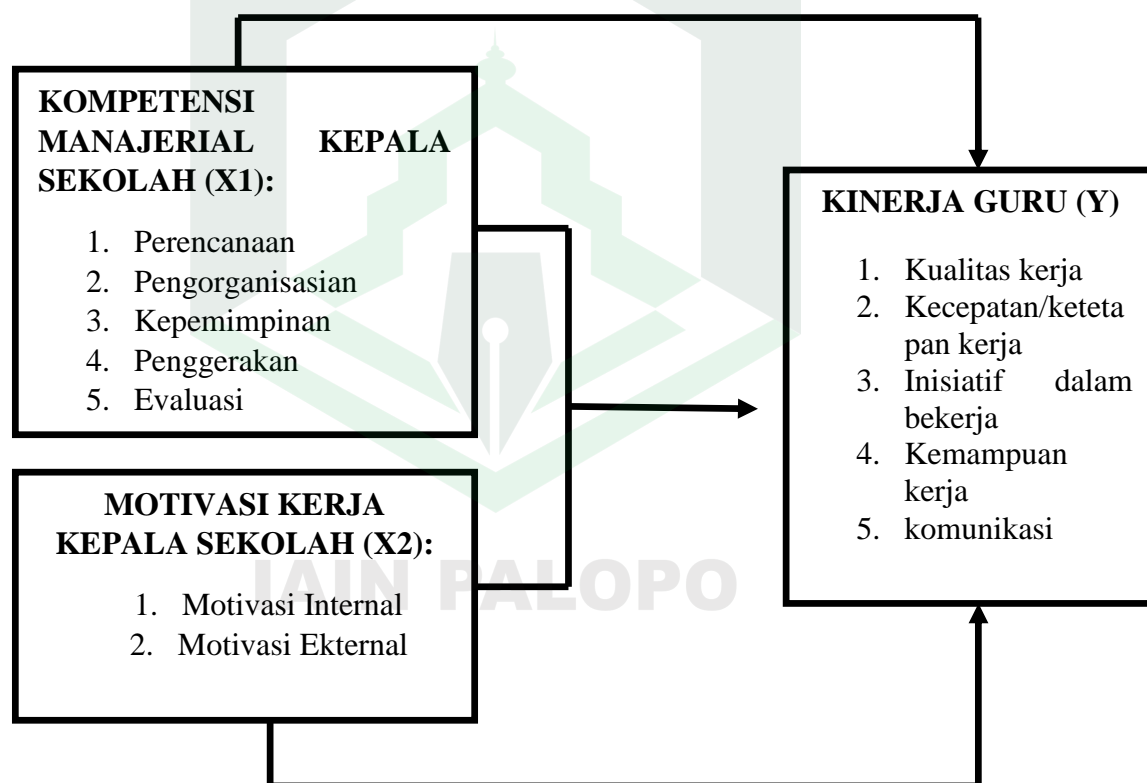 KOMPETENSI
MANAJERIAL KEPALA
SEKOLAH (X1):
1. Perencanaan
2. Pengorganisasian
3. Kepemimpinan
4. Penggerakan
5. Evaluasi
MOTIVASI KERJA
KEPALA SEKOLAH (X2):
1. Motivasi Internal
2. Motivasi Ekternal
KINERJA GURU (Y)
1. Kualitas kerja
2. Kecepatan/keteta
pan kerja
3. Inisiatif dalam
bekerja
4. Kemampuan
kerja
5. komunikasi
IAIN PALOPO